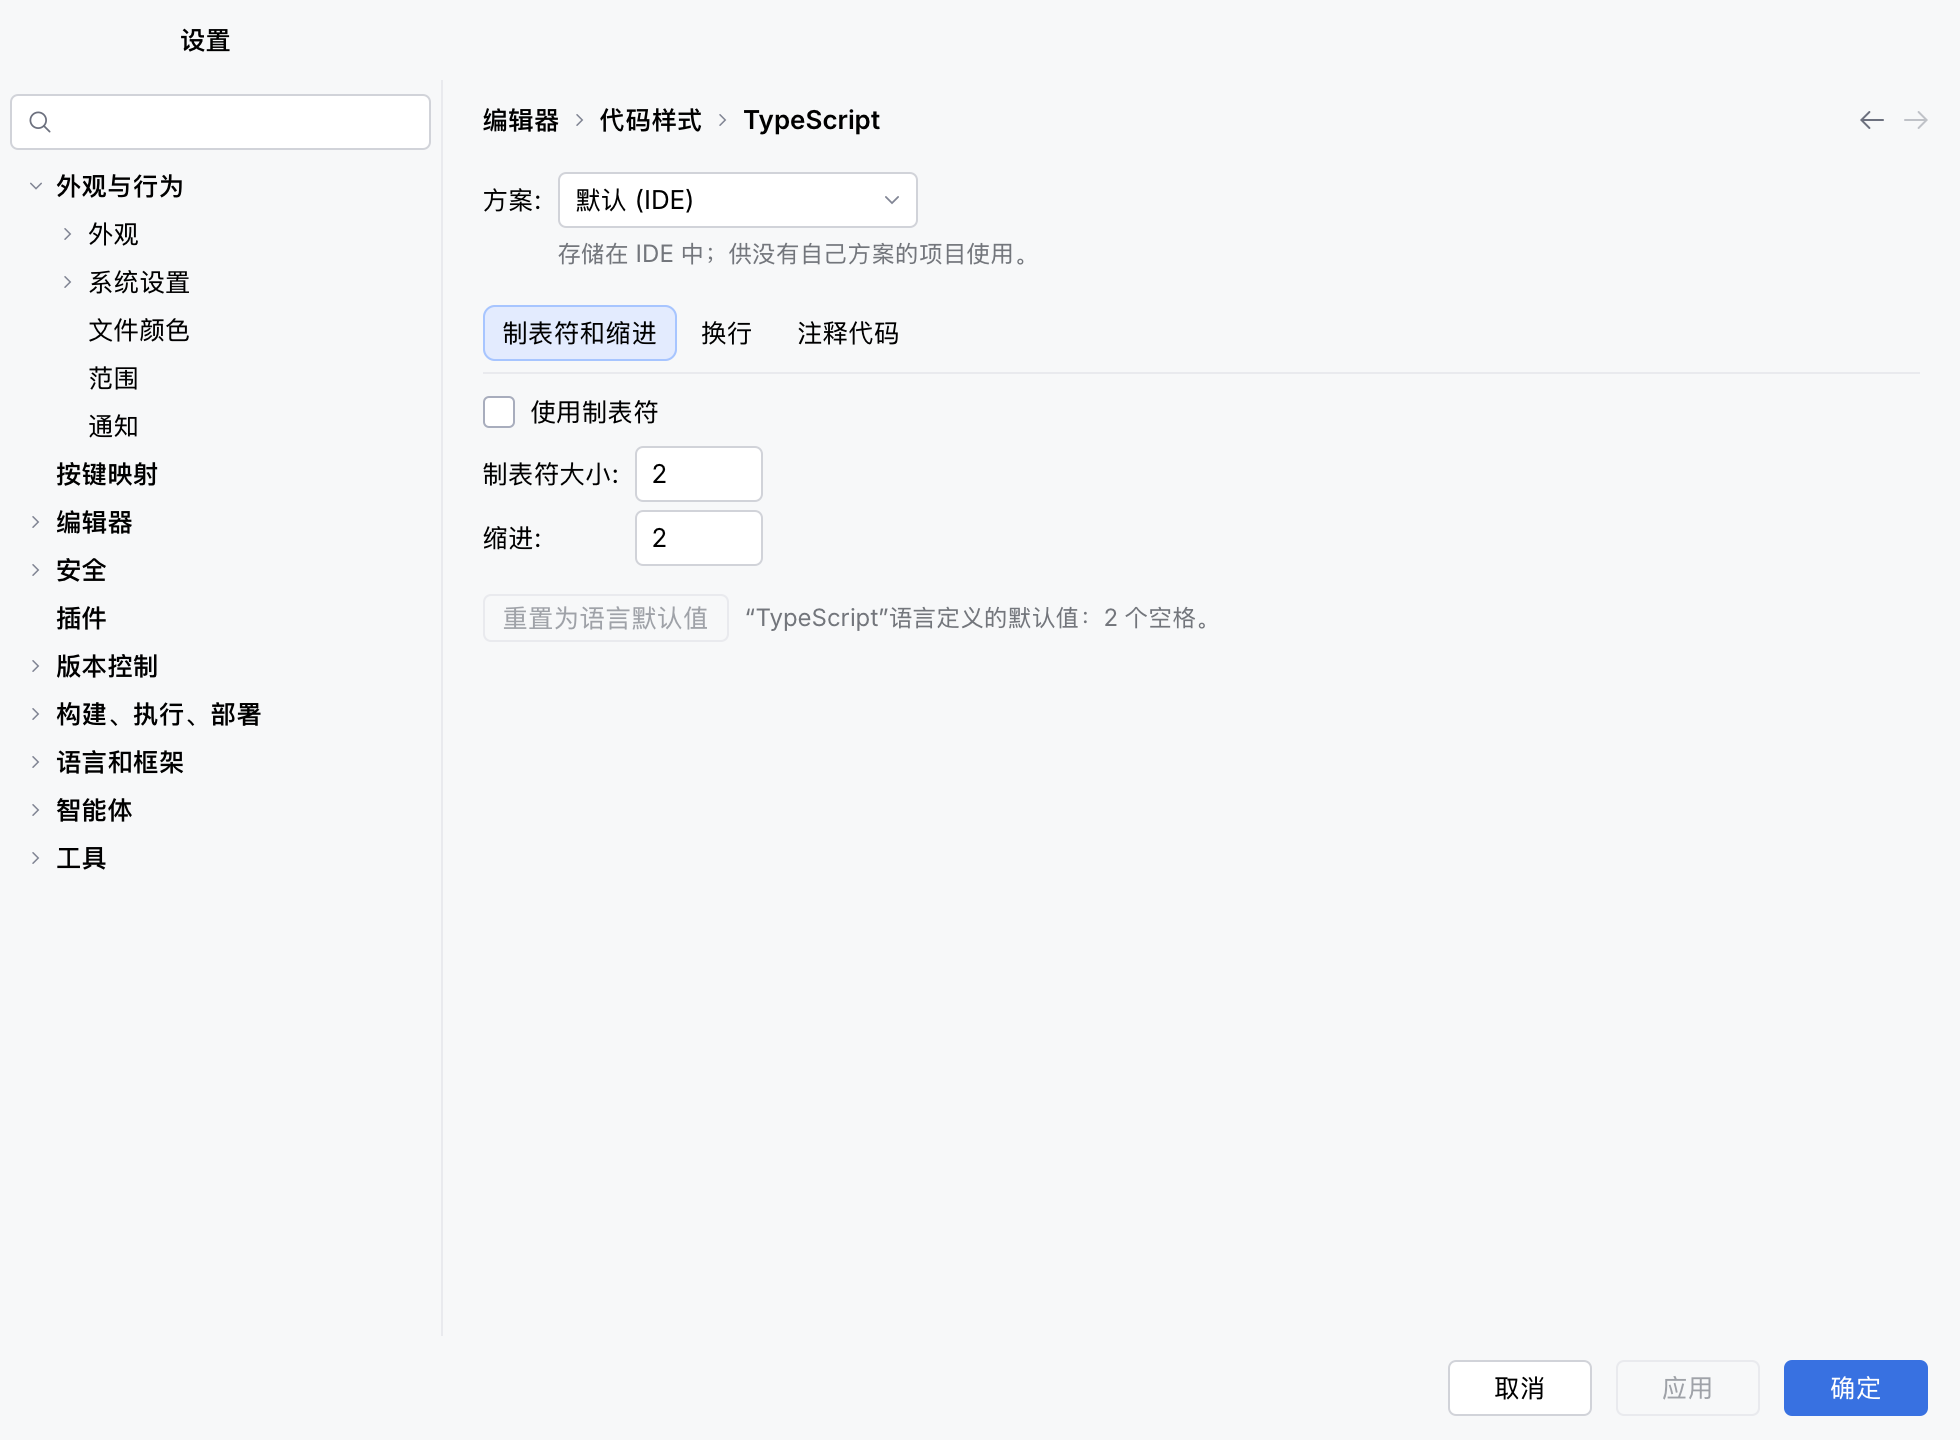 设置
外观与行为
外观
系统设置
文件颜色
范围
通知
按键映射
编辑器
安全
插件
版本控制
构建、执行、部署
语言和框架
智能体
工具
编辑器 > 代码样式 > TypeScript
方案: 默认 (IDE)
存储在 IDE 中；供没有自己方案的项目使用。
制表符和缩进 换行 注释代码
使用制表符
制表符大小: 2
缩进: 2
重置为语言默认值 “TypeScript”语言定义的默认值：2 个空格。
取消 应用 确定